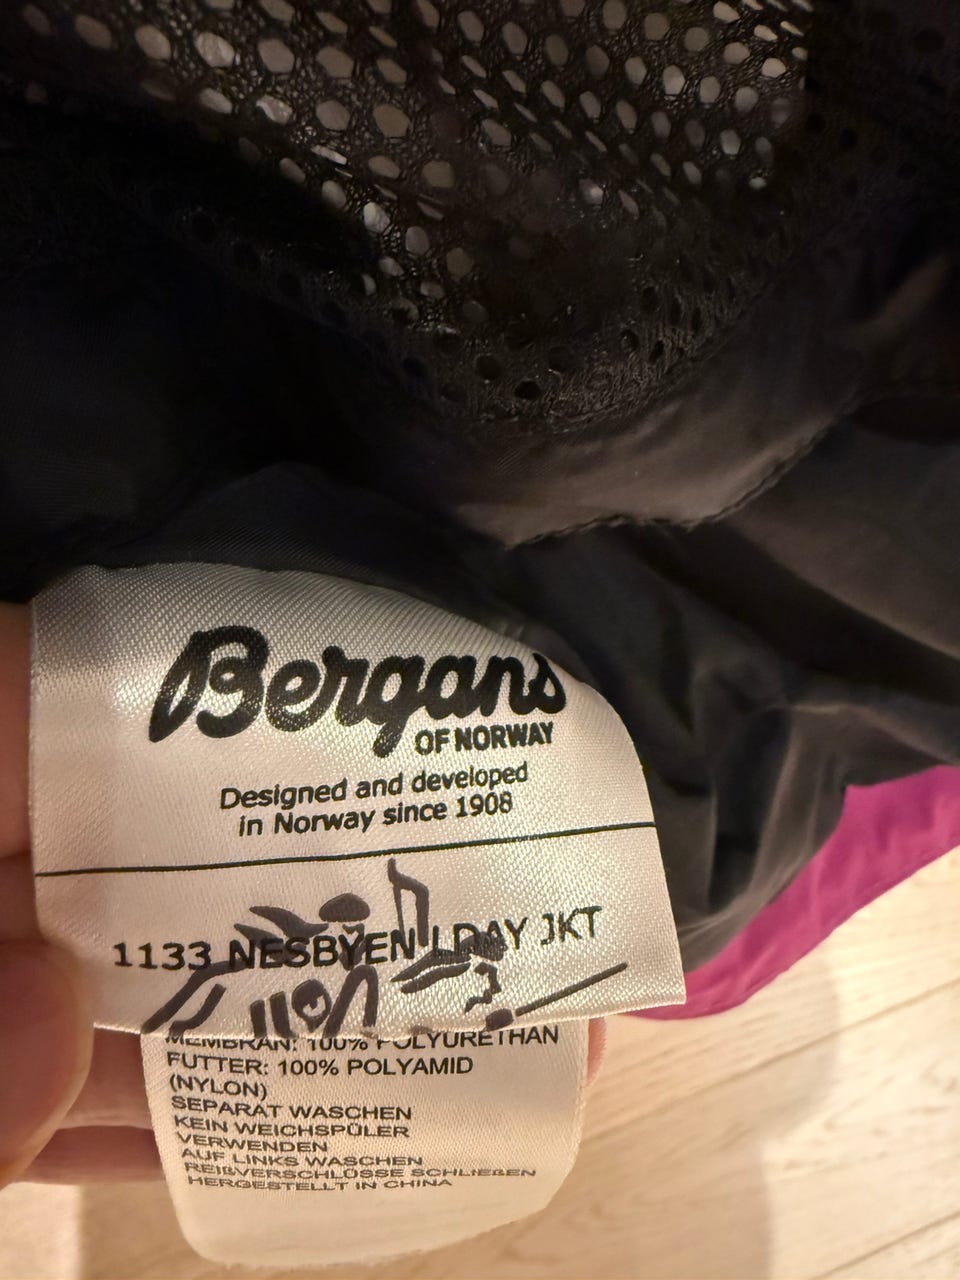 Bergans
OF NORWAY
Designed and developed
in Norway since 1908
1133 NESBYEN LDAY JKT
MEMBRAN: 100% POLYURETHAN
FUTTER: 100% POLYAMID
(NYLON)
SEPARAT WASCHEN
KEIN WEICHSPÜLER
VERWENDEN
AUF LINKS WASCHEN
REIßVERSCHLÜSSE SCHLIEßEN
HERGESTELLT IN CHINA